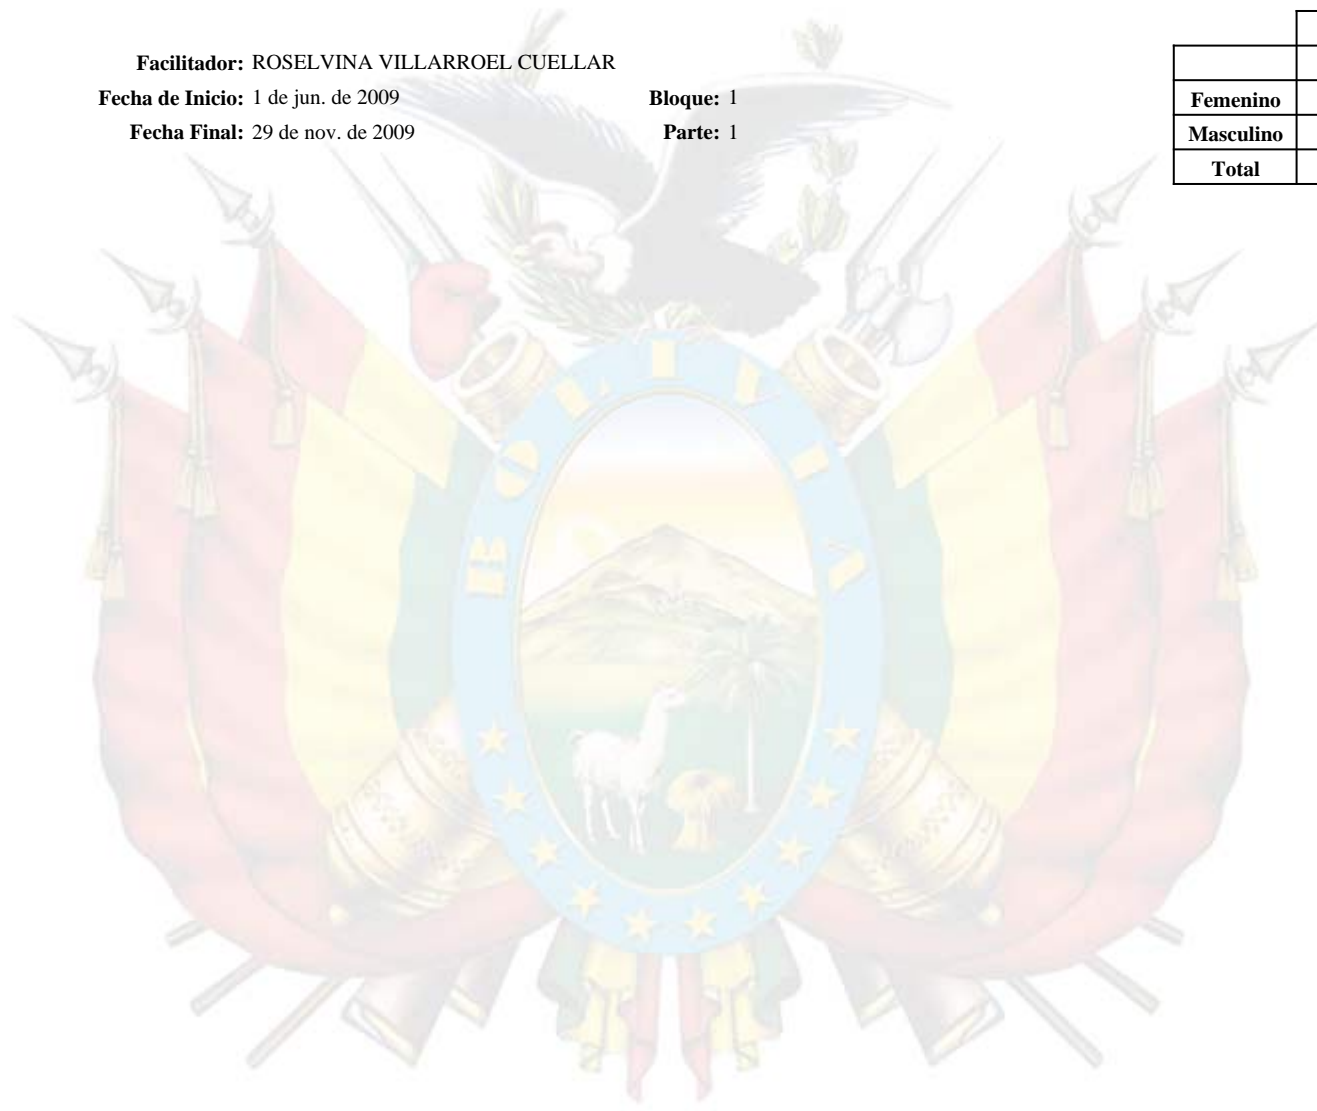 Facilitador: ROSELVINA VILLARROEL CUELLAR
Fecha de Inicio: 1 de jun. de 2009 Bloque: 1
Fecha Final: 29 de nov. de 2009 Parte: 1
Femenino
Masculino
Total
BOLIVIA